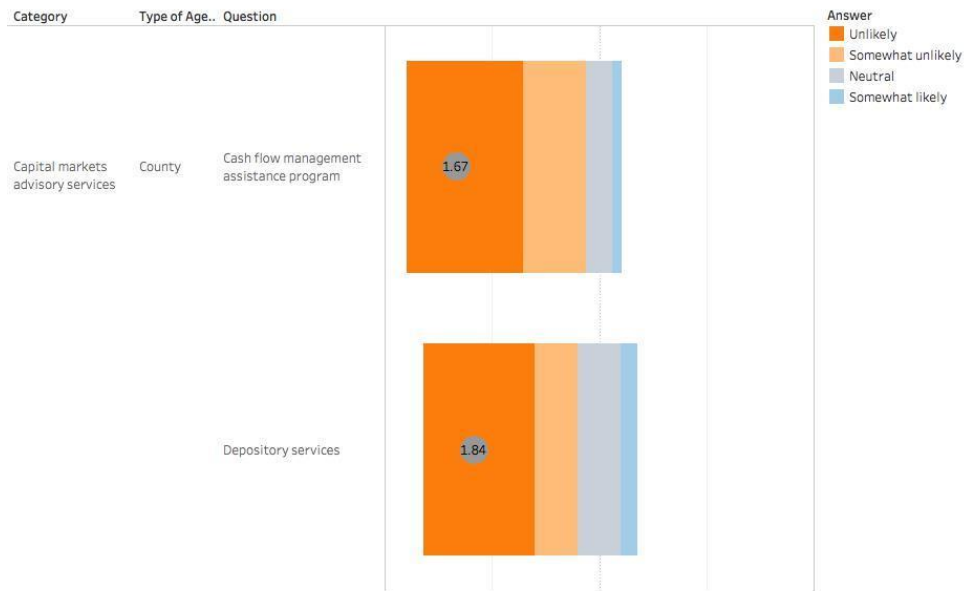 Category Type of Age.. Question
Answer
Unlikely
Somewhat unlikely
Neutral
Somewhat likely
Capital markets
advisory services
County
Cash flow management
assistance program
1.67
Depository services
1.84